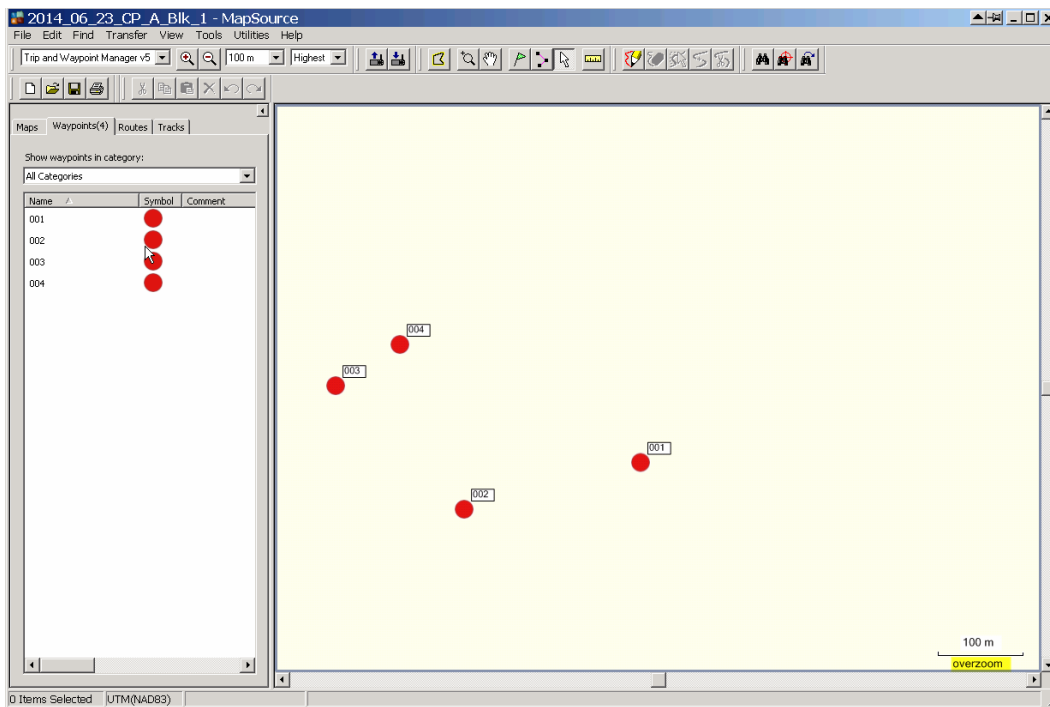 2014_06_23_CP_A_Blk_1 - MapSource
File Edit Find Transfer View Tools Utilities Help
Trip and Waypoint Manager v5 100 m Highest
Maps Waypoints(4) Routes Tracks
Show waypoints in category:
All Categories
Name Symbol Comment
001
002
003
004
004
003
001
002
100 m
overzoom
0 Items Selected UTM(NAD83)